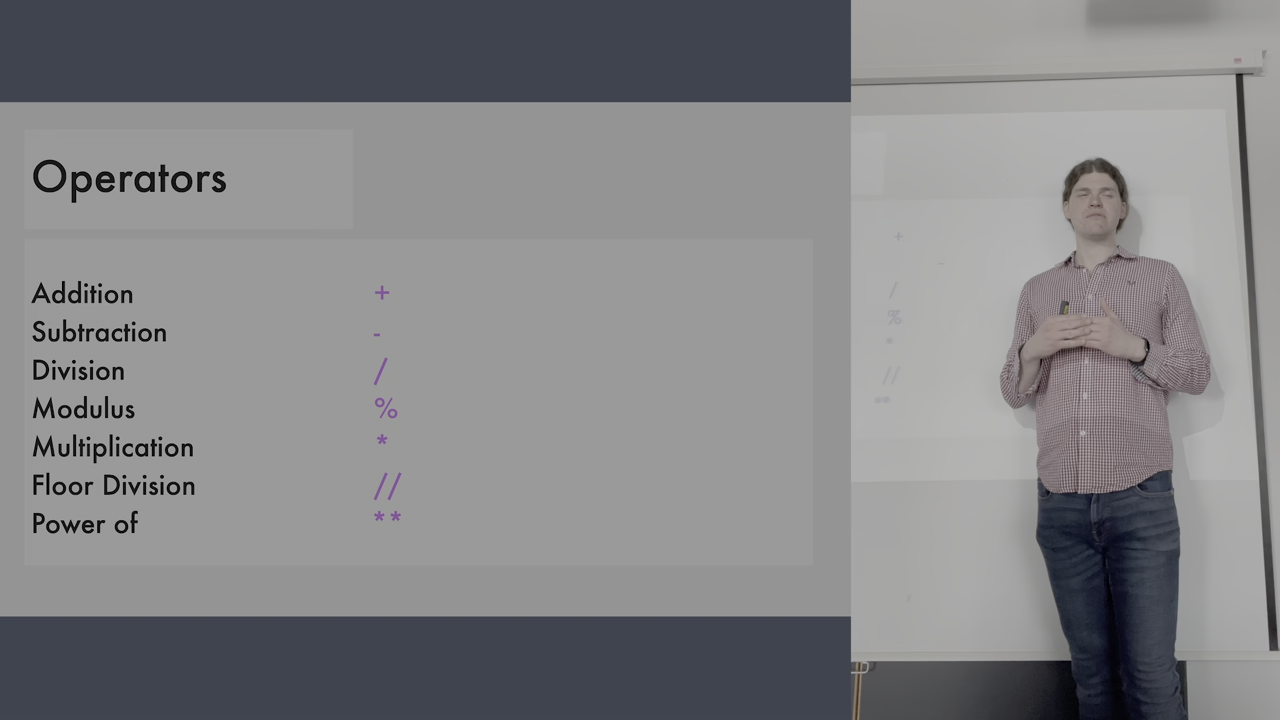 Operators
Addition +
Subtraction -
Division /
Modulus %
Multiplication *
Floor Division //
Power of **
+
-
/
%
*
//
**